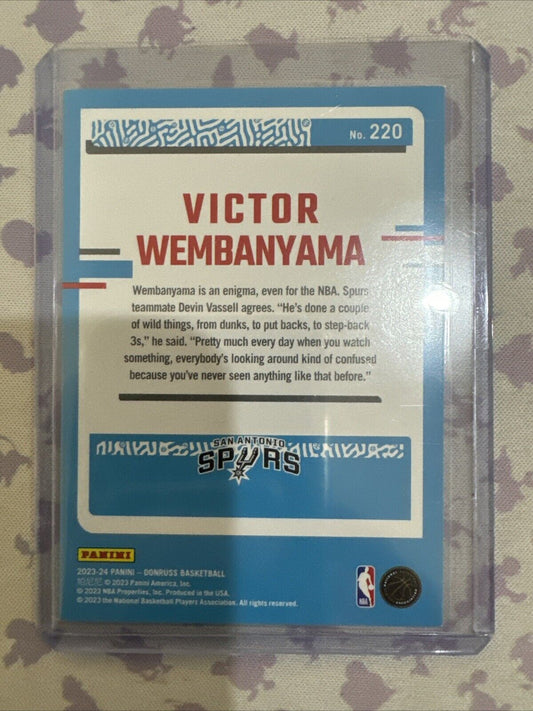 No. 220
VICTOR
WEMBANYAMA
Wembanyama is an enigma, even for the NBA. Spurs
teammate Devin Vassell agrees. “He’s done a couple
of wild things, from dunks, to put backs, to step-back
3s,” he said. “Pretty much every day when you watch
something, everybody’s looking around kind of confused
because you’ve never seen anything like that before.”
SAN ANTONIO
SPURS
PANINI
2023-24 PANINI – DONRUSS BASKETBALL
© 2023 Panini America, Inc.
© 2023 NBA Properties, Inc. Produced in the USA.
© 2023 the National Basketball Players Association. All rights reserved.
NBA